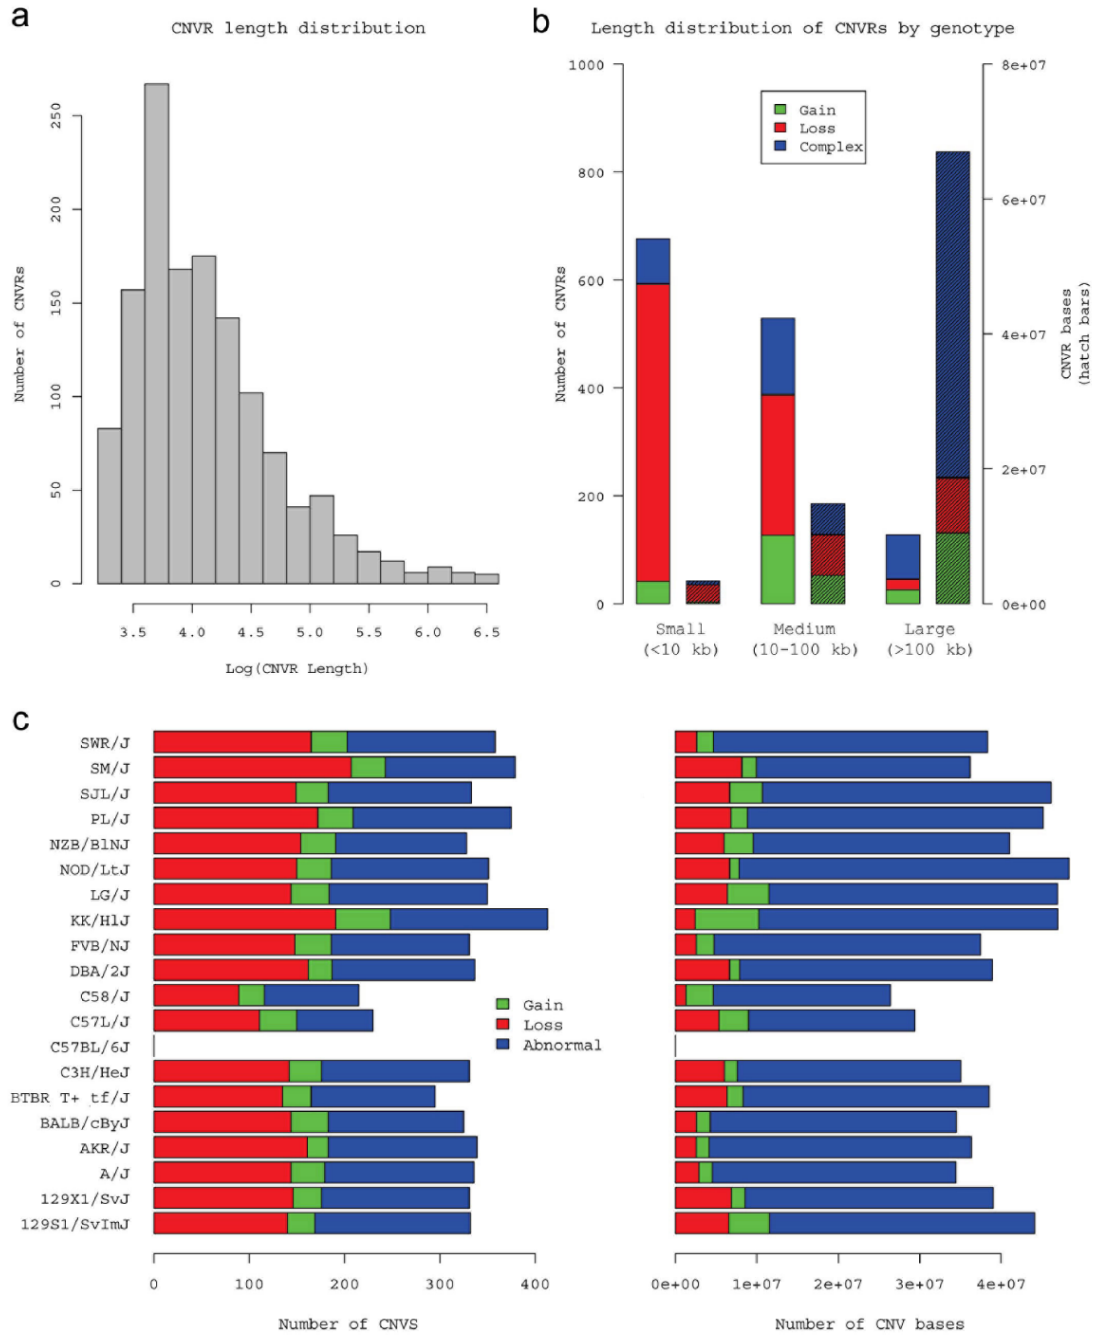 a
CNVR length distribution
Number of CNVRs
0
50
100
150
200
250
3.5 4.0 4.5 5.0 5.5 6.0 6.5
Log(CNVR Length)
b
Length distribution of CNVRs by genotype
Number of CNVRs
1000
800
600
400
200
0
Gain
Loss
Complex
8e+07
6e+07
4e+07
2e+07
0e+00
CNVR bases
(hatch bars)
Small Medium Large
(<10 kb) (10-100 kb) (>100 kb)
c
SWR/J
SM/J
SJL/J
PL/J
NZB/BlNJ
NOD/LtJ
LG/J
KK/HlJ
FVB/NJ
DBA/2J
C58/J
C57L/J
C57BL/6J
C3H/HeJ
BTBR T+ tf/J
BALB/cByJ
AKR/J
A/J
129X1/SvJ
129S1/SvImJ
Gain
Loss
Abnormal
0 100 200 300 400
Number of CNVS
0e+00 1e+07 2e+07 3e+07 4e+07
Number of CNV bases